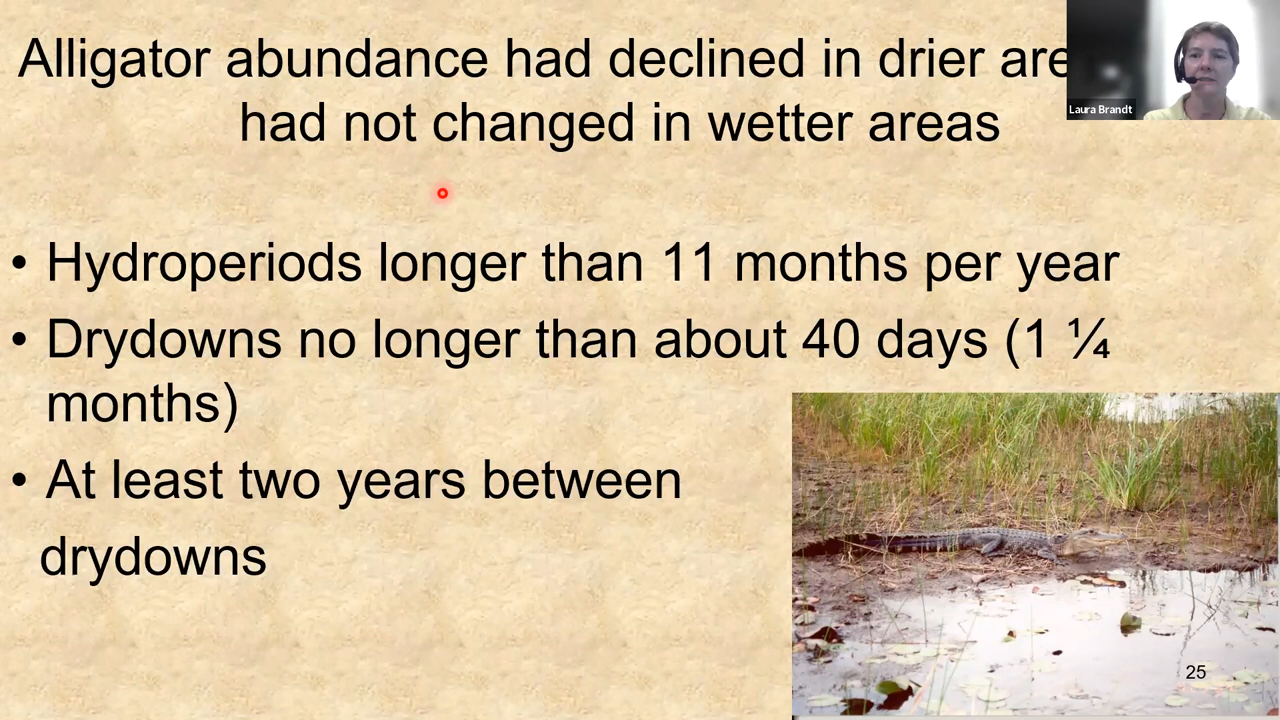 Alligator abundance had declined in drier
had not changed in wetter areas
Laura Brandt
• Hydroperiods longer than 11 months per year
• Drydowns no longer than about 40 days (1 ¼
months)
• At least two years between
drydowns
25